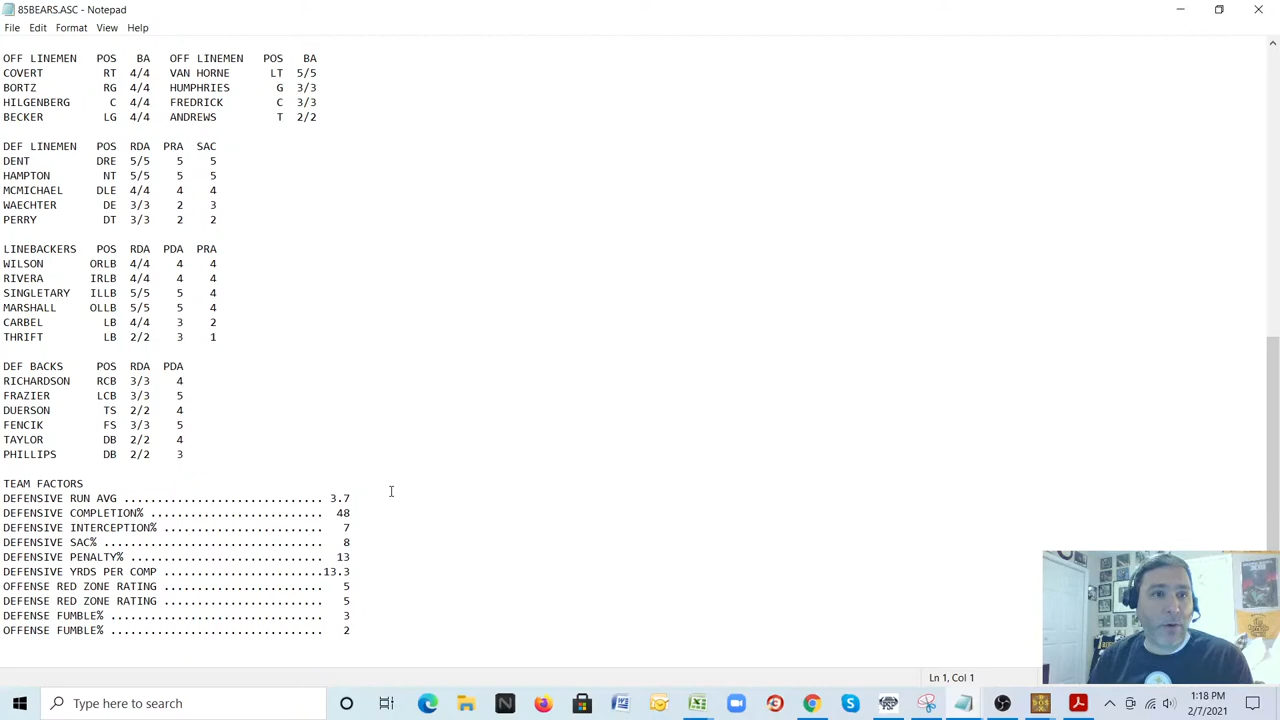 85BEARS.ASC - Notepad
File Edit Format View Help
OFF LINEMEN POS BA OFF LINEMEN POS BA
COVERT RT 4/4 VAN HORNE LT 5/5
BORTZ RG 4/4 HUMPHRIES G 3/3
HILGENBERG C 4/4 FREDRICK C 3/3
BECKER LG 4/4 ANDREWS T 2/2
DEF LINEMEN POS RDA PRA SAC
DENT DRE 5/5 5 5
HAMPTON NT 5/5 5 5
MCMICHAEL DLE 4/4 4 4
WAECHTER DE 3/3 2 3
PERRY DT 3/3 2 2
LINEBACKERS POS RDA PDA PRA
WILSON ORLB 4/4 4 4
RIVERA IRLB 4/4 4 4
SINGLETARY ILLB 5/5 5 4
MARSHALL OLLB 5/5 5 4
CARBEL LB 4/4 3 2
THRIFT LB 2/2 3 1
DEF BACKS POS RDA PDA
RICHARDSON RCB 3/3 4
FRAZIER LCB 3/3 5
DUERSON TS 2/2 4
FENCIK FS 3/3 5
TAYLOR DB 2/2 4
PHILLIPS DB 2/2 3
TEAM FACTORS
DEFENSIVE RUN AVG .............................. 3.7
DEFENSIVE COMPLETION% .......................... 48
DEFENSIVE INTERCEPTION% ........................ 7
DEFENSIVE SAC% ................................. 8
DEFENSIVE PENALTY% ............................. 13
DEFENSIVE YRDS PER COMP ........................13.3
OFFENSE RED ZONE RATING ........................ 5
DEFENSE RED ZONE RATING ........................ 5
DEFENSE FUMBLE% ................................ 3
OFFENSE FUMBLE% ................................ 2
Ln 1, Col 1
Type here to search
1:18 PM
2/7/2021